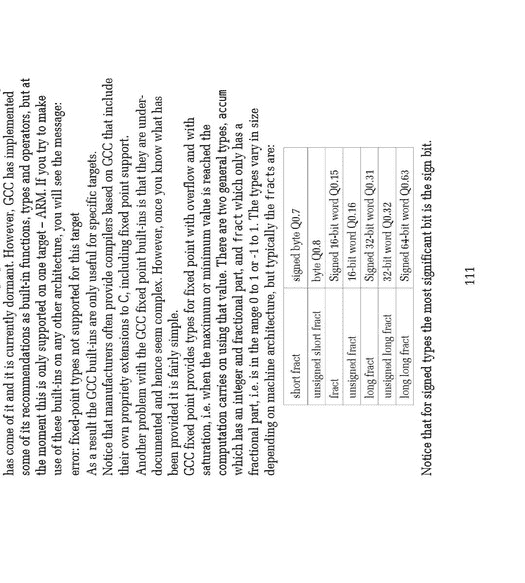 has come of it and it is currently dormant. However, GCC has implemented
some of its recommendations as built-in functions, types and operators, but at
the moment this is only supported on one target – ARM. If you try to make
use of these built-ins on any other architecture, you will see the message:
error: fixed-point types not supported for this target
As a result the GCC built-ins are only useful for specific targets.
Notice that manufacturers often provide compilers based on GCC that include
their own propriety extensions to C, including fixed point support.
Another problem with the GCC fixed point built-ins is that they are under-
documented and hence seem complex. However, once you know what has
been provided it is fairly simple.
GCC fixed point provides types for fixed point with overflow and with
saturation, i.e. when the maximum or minimum value is reached the
computation carries on using that value. There are two general types, accum
which has an integer and fractional part, and fract which only has a
fractional part, i.e. is in the range 0 to 1 or -1 to 1. The types vary in size
depending on machine architecture, but typically the fracts are:
short fract signed byte Q0.7
unsigned short fract byte Q0.8
fract Signed 16-bit word Q0.15
unsigned fract 16-bit word Q0.16
long fract Signed 32-bit word Q0.31
unsigned long fract 32-bit word Q0.32
long long fract Signed 64-bit word Q0.63
Notice that for signed types the most significant bit is the sign bit.
111